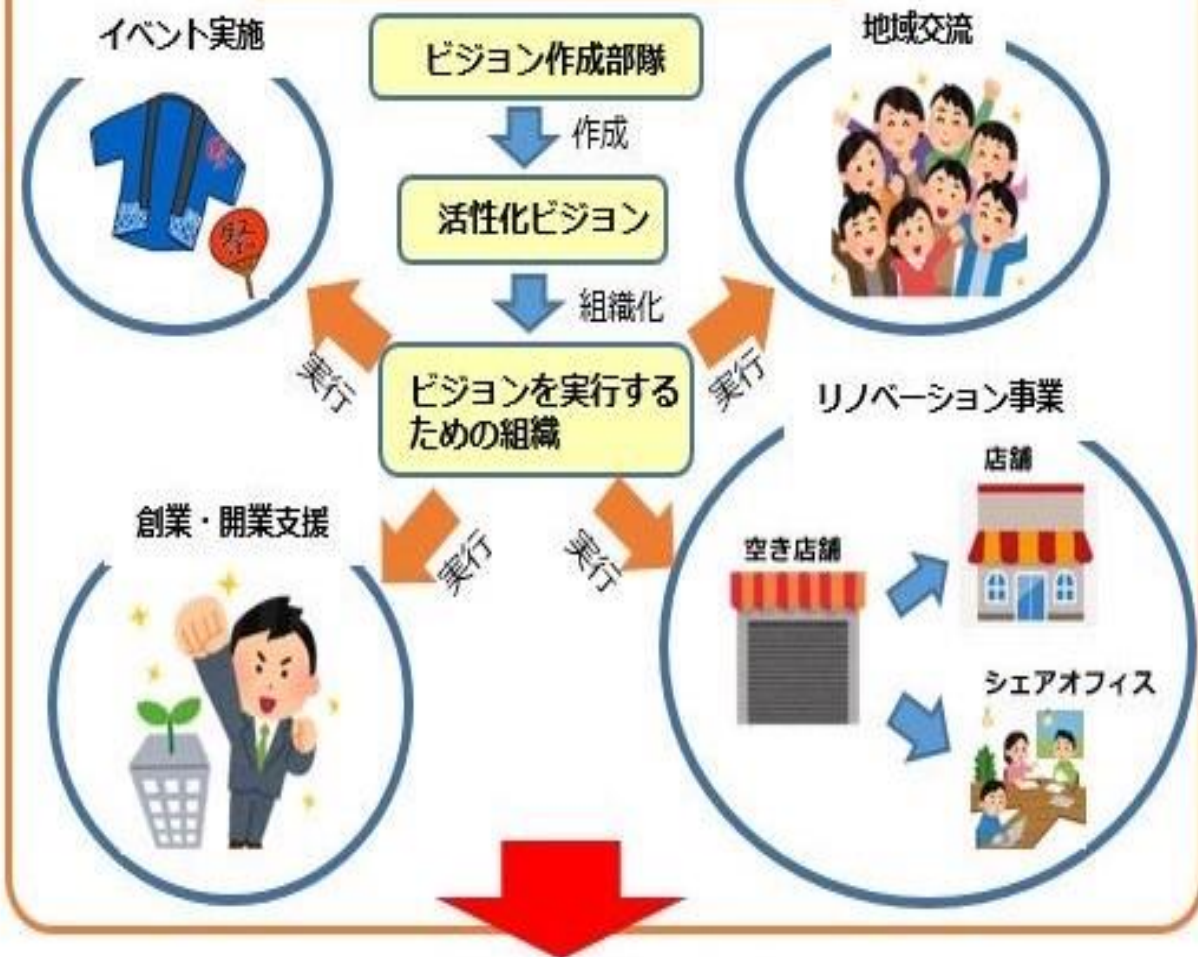 イベント実施
ビジョン作成部隊
地域交流
作成
活性化ビジョン
祭
組織化
実行
ビジョンを実行する
ための組織
実行
リノベーション事業
創業・開業支援
実行
実行
店舗
空き店舗
シェアオフィス